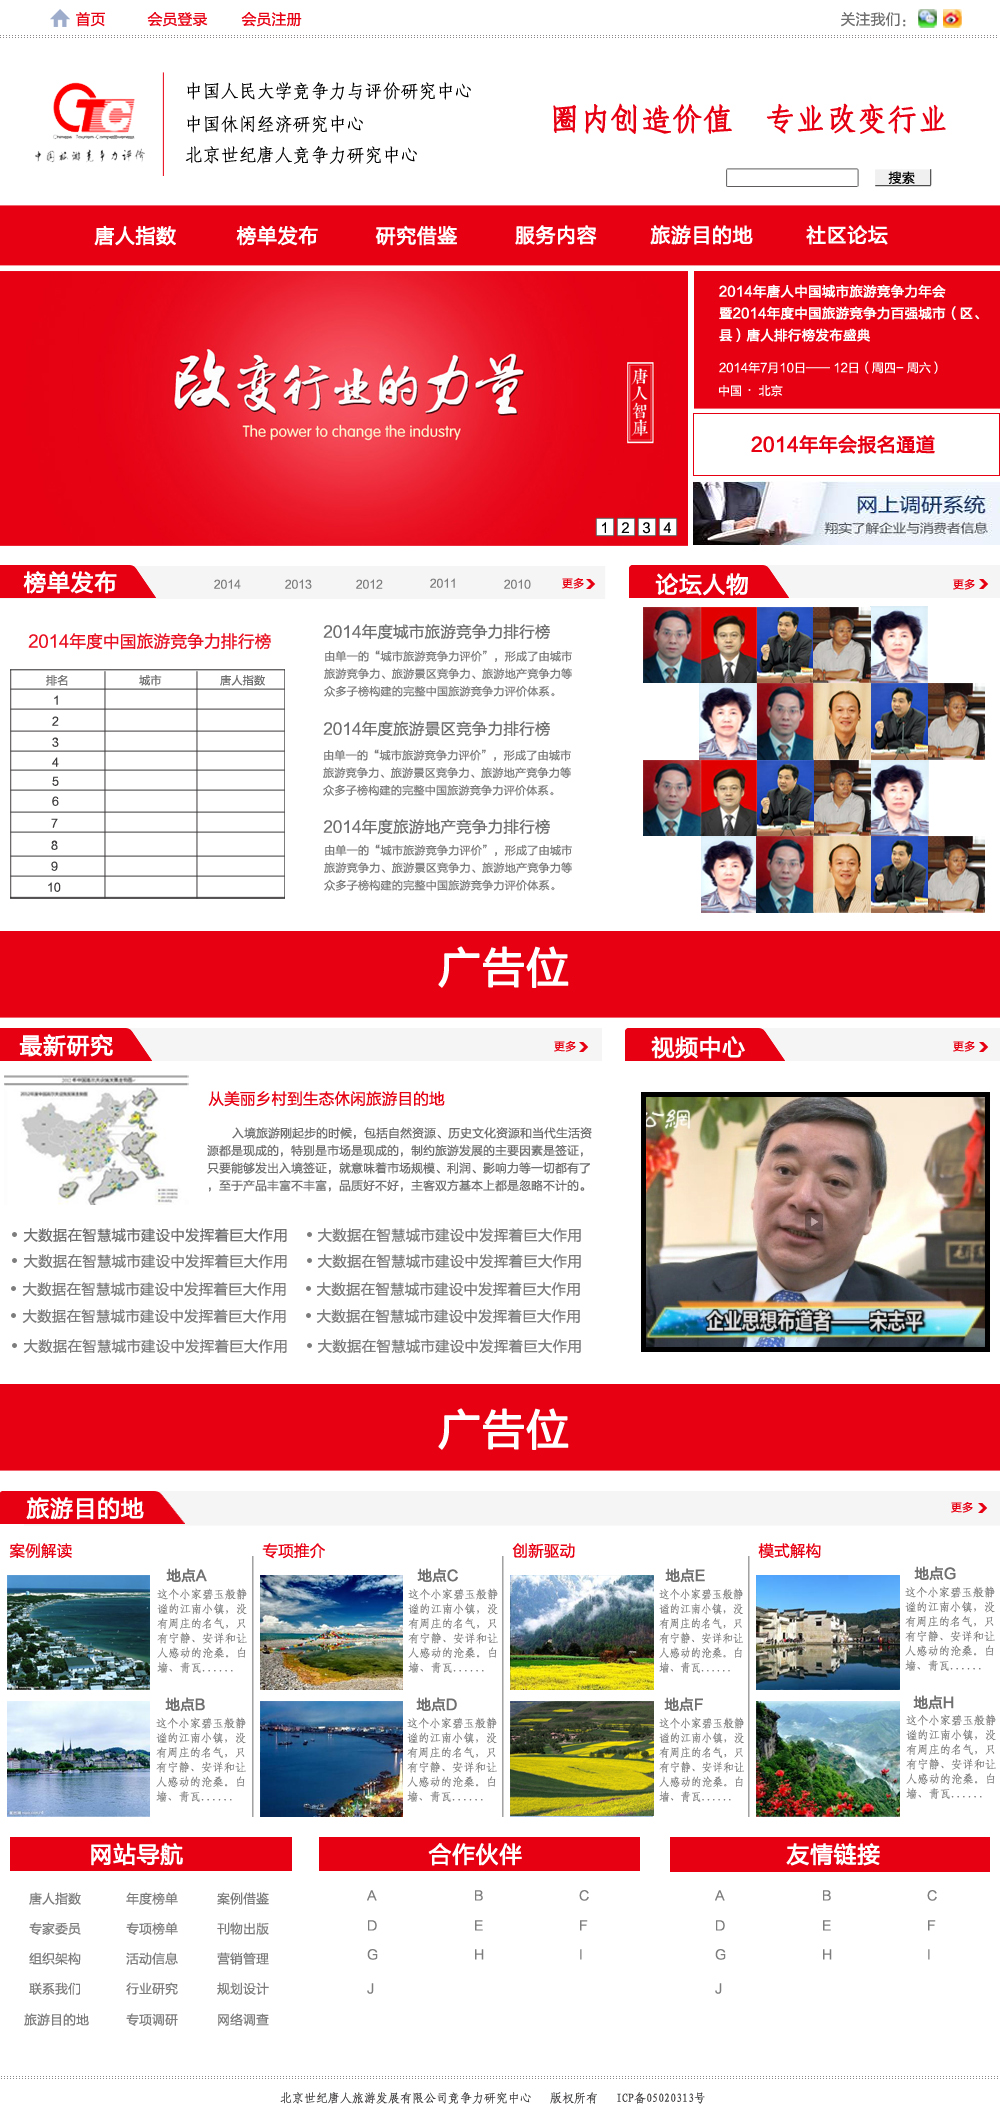 首页 会员登录 会员注册 关注我们：
GTC
中国旅游竞争力评价
中国人民大学竞争力与评价研究中心
中国休闲经济研究中心
北京世纪唐人竞争力研究中心
圈内创造价值 专业改变行业
搜索
唐人指数 榜单发布 研究借鉴 服务内容 旅游目的地 社区论坛
改变行业的力量
The power to change the industry
唐人智庫
1 2 3 4
2014年唐人中国城市旅游竞争力年会
暨2014年度中国旅游竞争力百强城市（区、
县）唐人排行榜发布盛典
2014年7月10日—— 12日（周四- 周六）
中国 · 北京
2014年年会报名通道
网上调研系统
翔实了解企业与消费者信息
榜单发布 2014 2013 2012 2011 2010 更多
2014年度中国旅游竞争力排行榜
排名 城市 唐人指数
1
2
3
4
5
6
7
8
9
10
2014年度城市旅游竞争力排行榜
由单一的“城市旅游竞争力评价”，形成了由城市
旅游竞争力、旅游景区竞争力、旅游地产竞争力等
众多子榜构建的完整中国旅游竞争力评价体系。
2014年度旅游景区竞争力排行榜
由单一的“城市旅游竞争力评价”，形成了由城市
旅游竞争力、旅游景区竞争力、旅游地产竞争力等
众多子榜构建的完整中国旅游竞争力评价体系。
2014年度旅游地产竞争力排行榜
由单一的“城市旅游竞争力评价”，形成了由城市
旅游竞争力、旅游景区竞争力、旅游地产竞争力等
众多子榜构建的完整中国旅游竞争力评价体系。
论坛人物 更多
广告位
最新研究 更多
从美丽乡村到生态休闲旅游目的地
入境旅游刚起步的时候，包括自然资源、历史文化资源和当代生活资
源都是现成的，特别是市场是现成的，制约旅游发展的主要因素是签证，
只要能够发出入境签证，就意味着市场规模、利润、影响力等一切都有了
，至于产品丰富不丰富，品质好不好，主客双方基本上都是忽略不计的。
• 大数据在智慧城市建设中发挥着巨大作用 • 大数据在智慧城市建设中发挥着巨大作用
• 大数据在智慧城市建设中发挥着巨大作用 • 大数据在智慧城市建设中发挥着巨大作用
• 大数据在智慧城市建设中发挥着巨大作用 • 大数据在智慧城市建设中发挥着巨大作用
• 大数据在智慧城市建设中发挥着巨大作用 • 大数据在智慧城市建设中发挥着巨大作用
• 大数据在智慧城市建设中发挥着巨大作用 • 大数据在智慧城市建设中发挥着巨大作用
视频中心 更多
公網
企业思想布道者——宋志平
广告位
旅游目的地 更多
案例解读
地点A
这个小家碧玉般静
谧的江南小镇，没
有周庄的名气，只
有宁静、安详和让
人感动的沧桑。白
墙、青瓦......
地点B
这个小家碧玉般静
谧的江南小镇，没
有周庄的名气，只
有宁静、安详和让
人感动的沧桑。白
墙、青瓦......
专项推介
地点C
这个小家碧玉般静
谧的江南小镇，没
有周庄的名气，只
有宁静、安详和让
人感动的沧桑。白
墙、青瓦......
地点D
这个小家碧玉般静
谧的江南小镇，没
有周庄的名气，只
有宁静、安详和让
人感动的沧桑。白
墙、青瓦......
创新驱动
地点E
这个小家碧玉般静
谧的江南小镇，没
有周庄的名气，只
有宁静、安详和让
人感动的沧桑。白
墙、青瓦......
地点F
这个小家碧玉般静
谧的江南小镇，没
有周庄的名气，只
有宁静、安详和让
人感动的沧桑。白
墙、青瓦......
模式解构
地点G
这个小家碧玉般静
谧的江南小镇，没
有周庄的名气，只
有宁静、安详和让
人感动的沧桑。白
墙、青瓦......
地点H
这个小家碧玉般静
谧的江南小镇，没
有周庄的名气，只
有宁静、安详和让
人感动的沧桑。白
墙、青瓦......
网站导航
唐人指数 年度榜单 案例借鉴
专家委员 专项榜单 刊物出版
组织架构 活动信息 营销管理
联系我们 行业研究 规划设计
旅游目的地 专项调研 网络调查
合作伙伴
A B C
D E F
G H I
J
友情链接
A B C
D E F
G H I
J
北京世纪唐人旅游发展有限公司竞争力研究中心 版权所有 ICP备05020313号